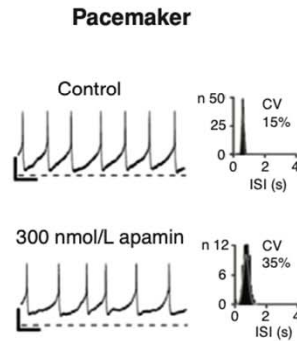 Pacemaker
Control
n 50
25
0
CV
15%
0 2 4
ISI (s)
300 nmol/L apamin
n 12
6
0
CV
35%
0 2 4
ISI (s)